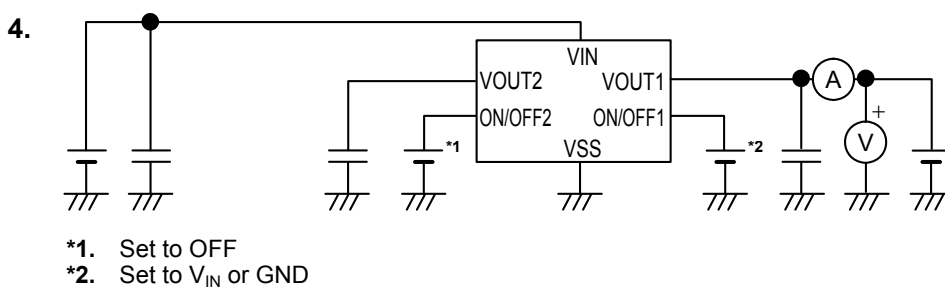 4.
VIN
VOUT2 VOUT1
ON/OFF2 ON/OFF1
VSS
*1
*2
A
+
V
*1. Set to OFF
*2. Set to VIN or GND